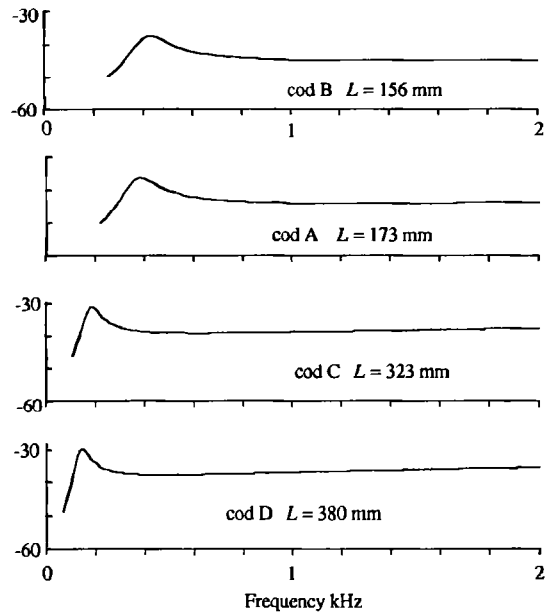 -30
cod B L = 156 mm
-60
0 1 2
cod A L = 173 mm
-30
cod C L = 323 mm
-60
-30
cod D L = 380 mm
-60
0 1 2
Frequency kHz